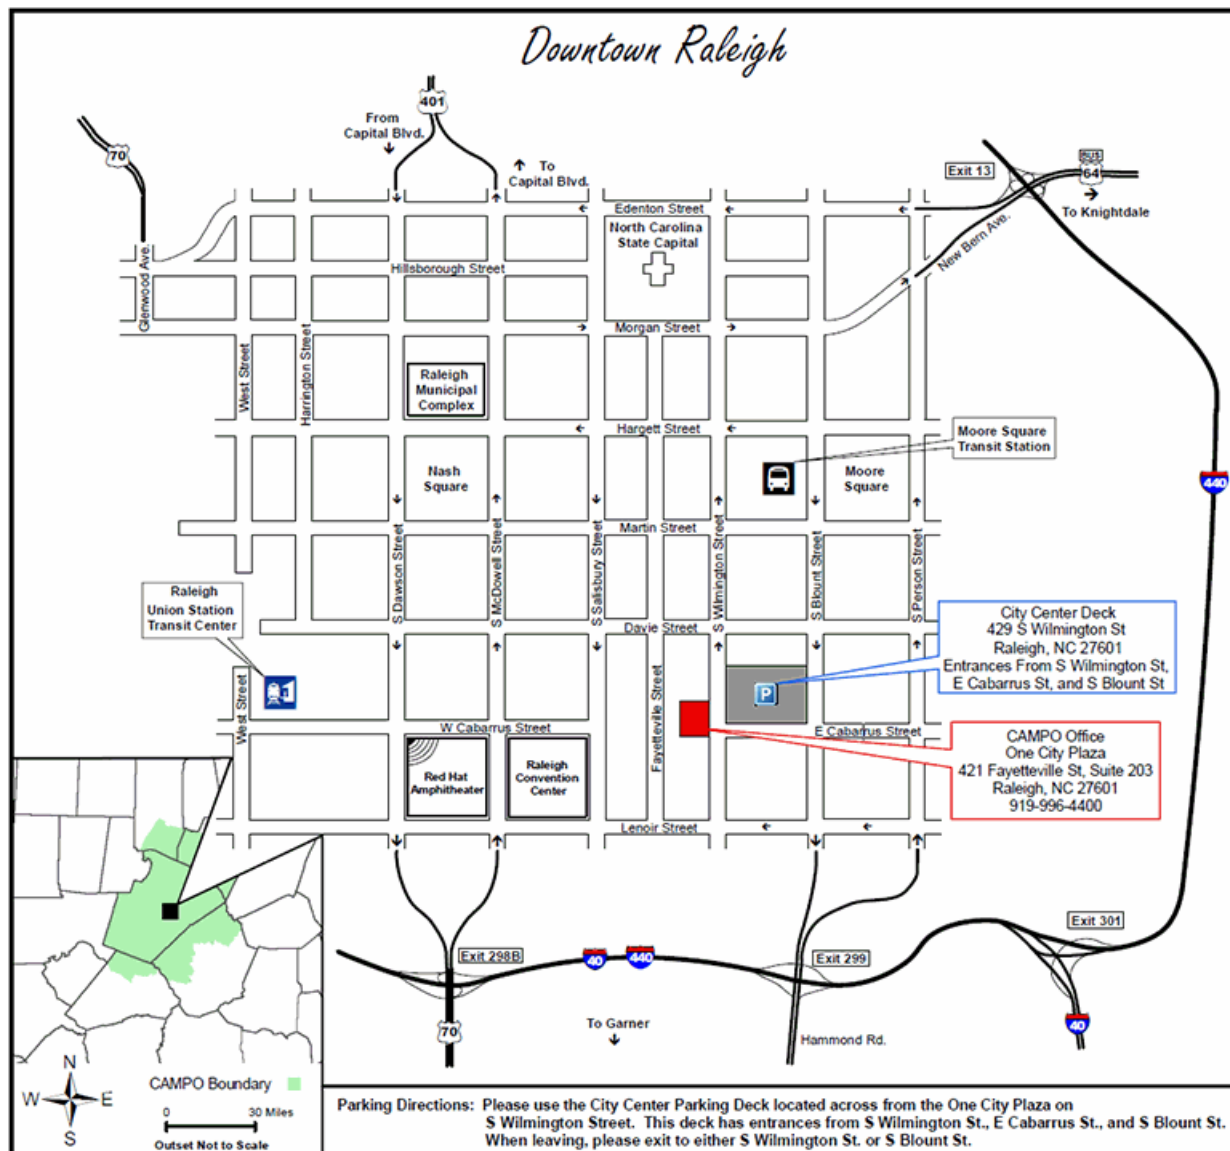 Downtown Raleigh
401
From
Capital Blvd.
70
To
Capital Blvd.
Exit 13
BUS
64
To Knightdale
Edenton Street
North Carolina
State Capital
New Bern Ave.
Hillsborough Street
Glenwood Ave.
Morgan Street
West Street
Harrington Street
Raleigh
Municipal
Complex
Hargett Street
Moore Square
Transit Station
Nash
Square
Moore
Square
440
Martin Street
S Dawson Street
S McDowell Street
S Salisbury Street
S Wilmington Street
S Blount Street
S Person Street
Raleigh
Union Station
Transit Center
Davie Street
City Center Deck
429 S Wilmington St
Raleigh, NC 27601
Entrances From S Wilmington St,
E Cabarrus St, and S Blount St
P
West Street
Fayetteville Street
W Cabarrus Street
E Cabarrus Street
CAMPO Office
One City Plaza
421 Fayetteville St, Suite 203
Raleigh, NC 27601
919-996-4400
Red Hat
Amphitheater
Raleigh
Convention
Center
Lenoir Street
Exit 298B
40
440
Exit 299
Exit 301
70
To Garner
Hammond Rd.
40
N
W
E
S
CAMPO Boundary
0
30 Miles
Outset Not to Scale
Parking Directions: Please use the City Center Parking Deck located across from the One City Plaza on
S Wilmington Street. This deck has entrances from S Wilmington St., E Cabarrus St., and S Blount St.
When leaving, please exit to either S Wilmington St. or S Blount St.